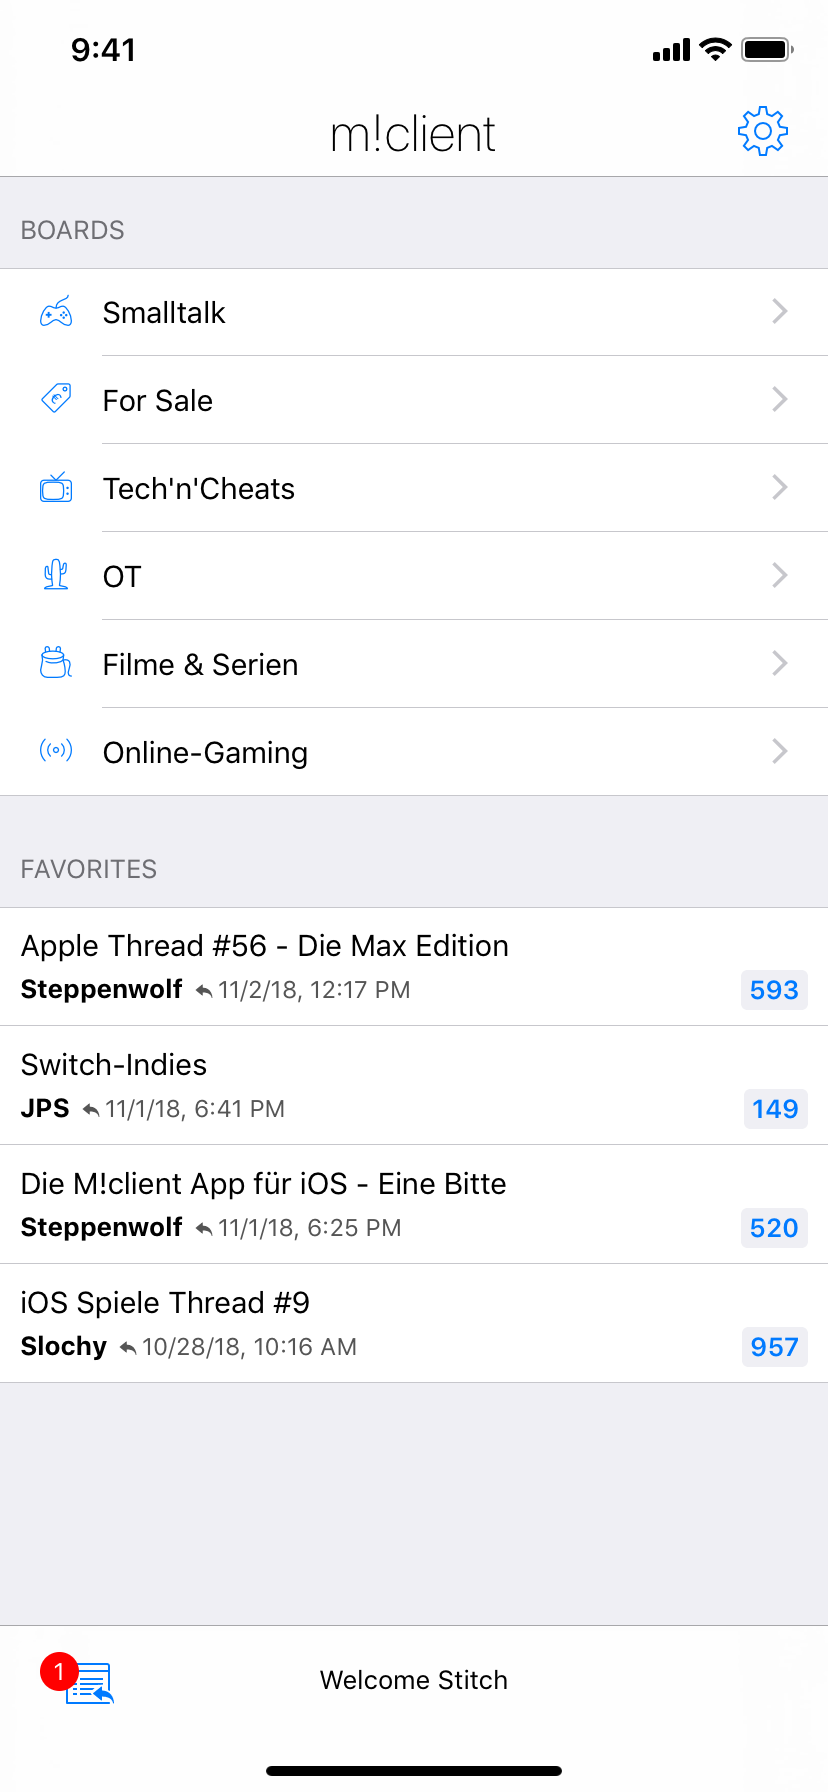 9:41
m!client
BOARDS
Smalltalk
For Sale
Tech'n'Cheats
OT
Filme & Serien
Online-Gaming
FAVORITES
Apple Thread #56 - Die Max Edition
Steppenwolf 11/2/18, 12:17 PM 593
Switch-Indies
JPS 11/1/18, 6:41 PM 149
Die M!client App für iOS - Eine Bitte
Steppenwolf 11/1/18, 6:25 PM 520
iOS Spiele Thread #9
Slochy 10/28/18, 10:16 AM 957
1
Welcome Stitch